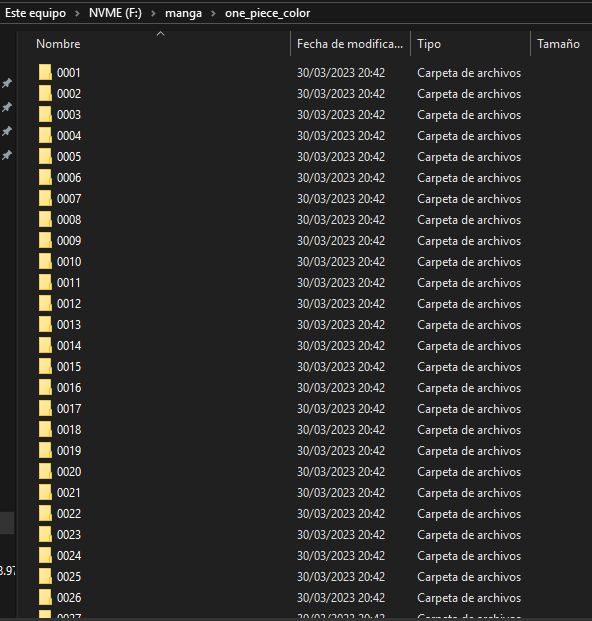 Este equipo > NVME (F:) > manga > one_piece_color
Nombre Fecha de modifica... Tipo Tamaño
0001 30/03/2023 20:42 Carpeta de archivos
0002 30/03/2023 20:42 Carpeta de archivos
0003 30/03/2023 20:42 Carpeta de archivos
0004 30/03/2023 20:42 Carpeta de archivos
0005 30/03/2023 20:42 Carpeta de archivos
0006 30/03/2023 20:42 Carpeta de archivos
0007 30/03/2023 20:42 Carpeta de archivos
0008 30/03/2023 20:42 Carpeta de archivos
0009 30/03/2023 20:42 Carpeta de archivos
0010 30/03/2023 20:42 Carpeta de archivos
0011 30/03/2023 20:42 Carpeta de archivos
0012 30/03/2023 20:42 Carpeta de archivos
0013 30/03/2023 20:42 Carpeta de archivos
0014 30/03/2023 20:42 Carpeta de archivos
0015 30/03/2023 20:42 Carpeta de archivos
0016 30/03/2023 20:42 Carpeta de archivos
0017 30/03/2023 20:42 Carpeta de archivos
0018 30/03/2023 20:42 Carpeta de archivos
0019 30/03/2023 20:42 Carpeta de archivos
0020 30/03/2023 20:42 Carpeta de archivos
0021 30/03/2023 20:42 Carpeta de archivos
0022 30/03/2023 20:42 Carpeta de archivos
0023 30/03/2023 20:42 Carpeta de archivos
0024 30/03/2023 20:42 Carpeta de archivos
0025 30/03/2023 20:42 Carpeta de archivos
0026 30/03/2023 20:42 Carpeta de archivos
0027 30/03/2023 20:42 Carpeta de archivos